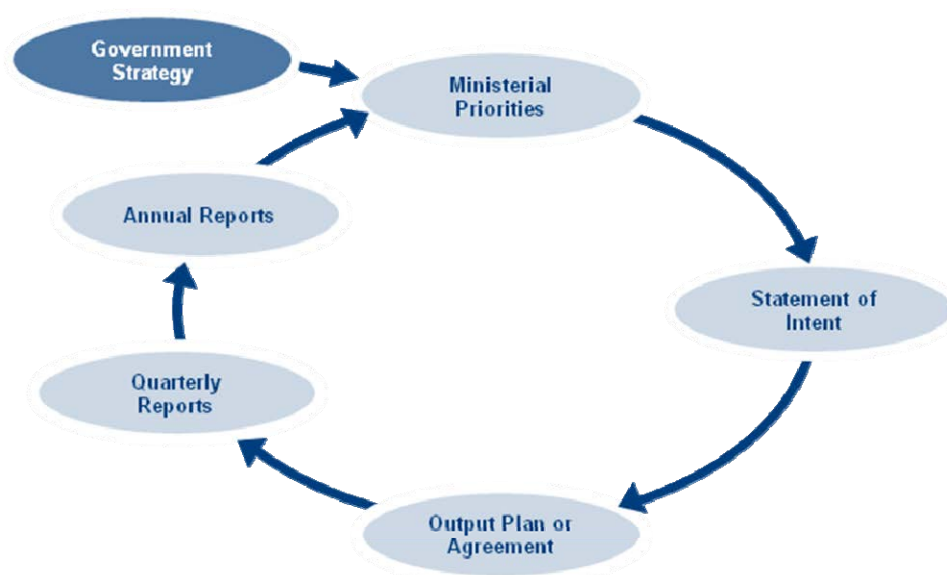 Government
Strategy
Ministerial
Priorities
Annual Reports
Statement of
Intent
Quarterly
Reports
Output Plan or
Agreement